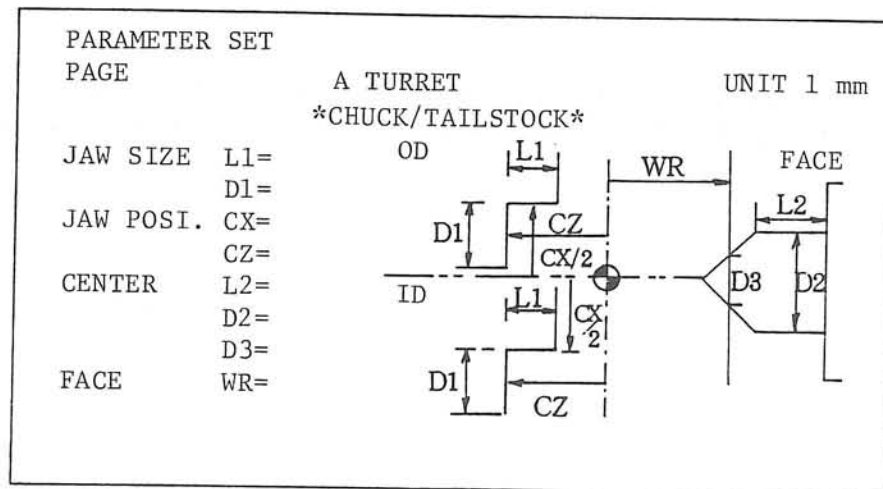 PARAMETER SET
PAGE
A TURRET
UNIT 1 mm
*CHUCK/TAILSTOCK*
JAW SIZE L1=
D1=
JAW POSI. CX=
CZ=
CENTER L2=
D2=
D3=
FACE WR=
OD
L1
WR
FACE
L2
D1
CZ
CX/2
D3
D2
ID
L1
CX/2
D1
CZ